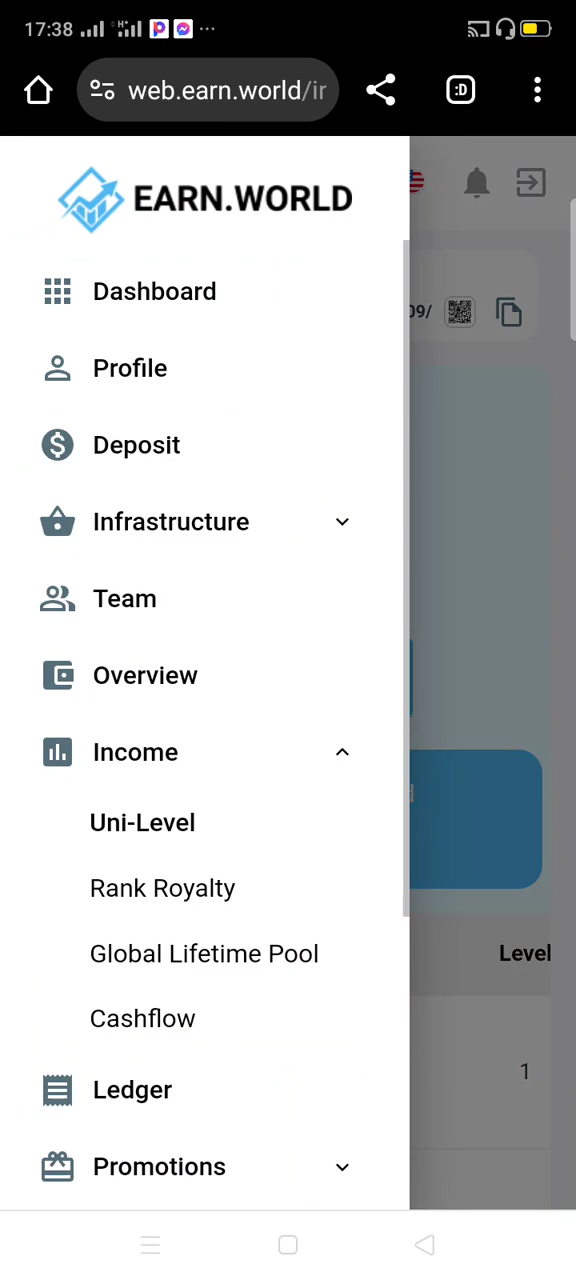 17:38
web.earn.world/ir
:D
EARN.WORLD
Dashboard
09/
Profile
Deposit
Infrastructure
Team
Overview
Income
Uni-Level
Rank Royalty
Global Lifetime Pool
Level
Cashflow
1
Ledger
Promotions